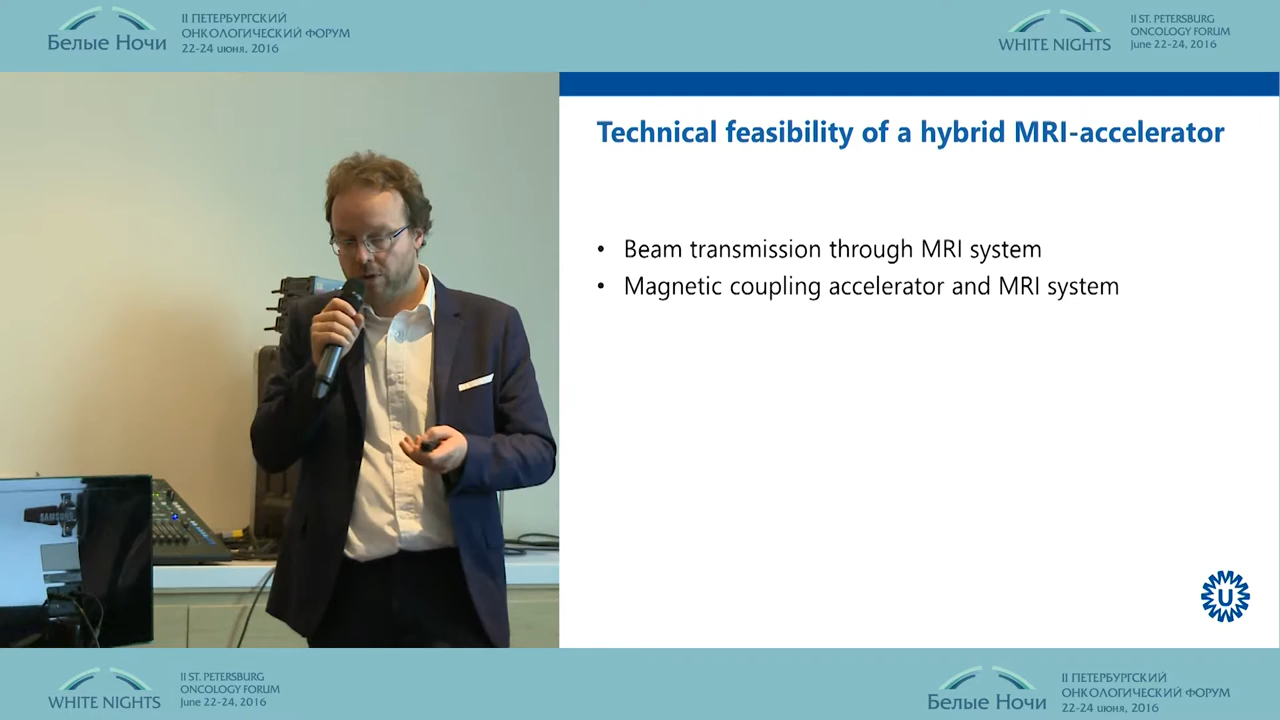 Белые Ночи
II ПЕТЕРБУРГСКИЙ
ОНКОЛОГИЧЕСКИЙ ФОРУМ
22-24 июня, 2016
WHITE NIGHTS
II ST. PETERSBURG
ONCOLOGY FORUM
June 22-24, 2016
Technical feasibility of a hybrid MRI-accelerator
• Beam transmission through MRI system
• Magnetic coupling accelerator and MRI system
SAMSUNG
U
WHITE NIGHTS
II ST. PETERSBURG
ONCOLOGY FORUM
June 22-24, 2016
Белые Ночи
II ПЕТЕРБУРГСКИЙ
ОНКОЛОГИЧЕСКИЙ ФОРУМ
22-24 июня, 2016